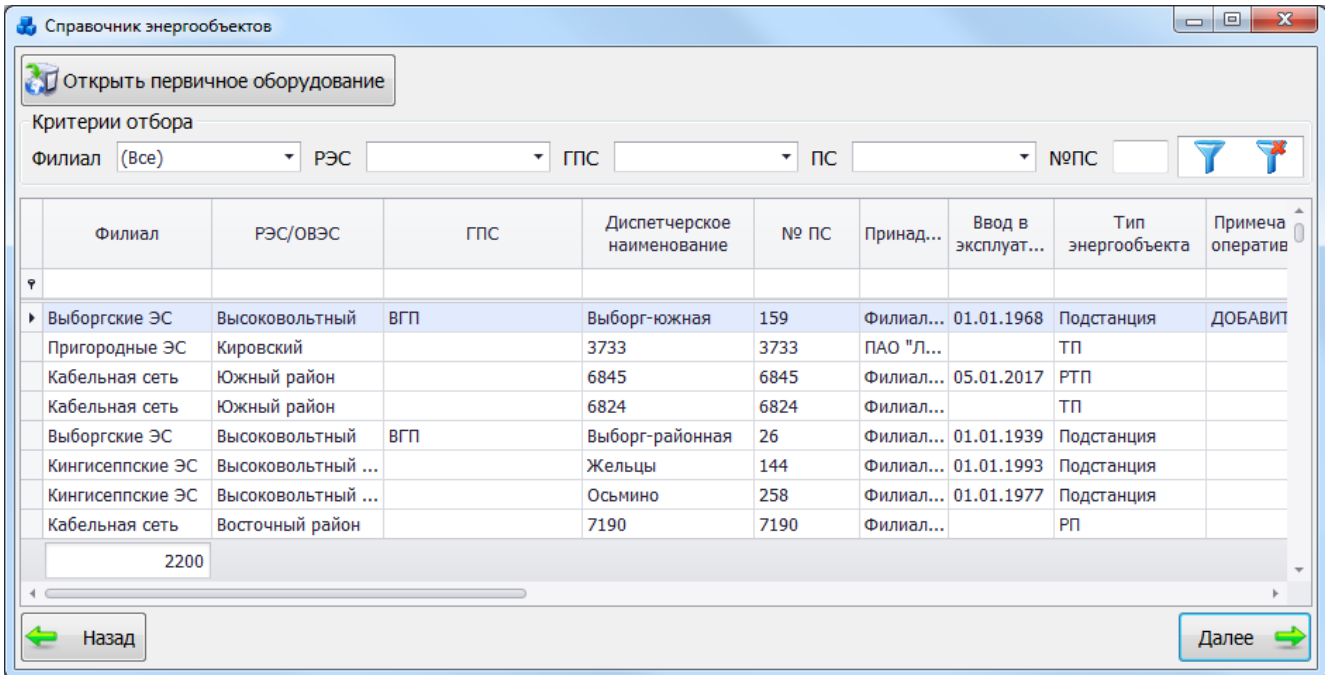 Справочник энергообъектов
Открыть первичное оборудование
Критерии отбора
Филиал (Все) РЭС ГПС ПС №ПС
Филиал РЭС/ОВЭС ГПС Диспетчерское наименование № ПС Принад... Ввод в эксплуат... Тип энергообъекта Примеча оператив
Выборгские ЭС Высоковольтный ВГП Выборг-южная 159 Филиал... 01.01.1968 Подстанция ДОБАВИТ
Пригородные ЭС Кировский 3733 3733 ПАО "Л... ТП
Кабельная сеть Южный район 6845 6845 Филиал... 05.01.2017 РТП
Кабельная сеть Южный район 6824 6824 Филиал... ТП
Выборгские ЭС Высоковольтный ВГП Выборг-районная 26 Филиал... 01.01.1939 Подстанция
Кингисеппские ЭС Высоковольтный ... Жельцы 144 Филиал... 01.01.1993 Подстанция
Кингисеппские ЭС Высоковольтный ... Осьмино 258 Филиал... 01.01.1977 Подстанция
Кабельная сеть Восточный район 7190 7190 Филиал... РП
2200
Назад Далее